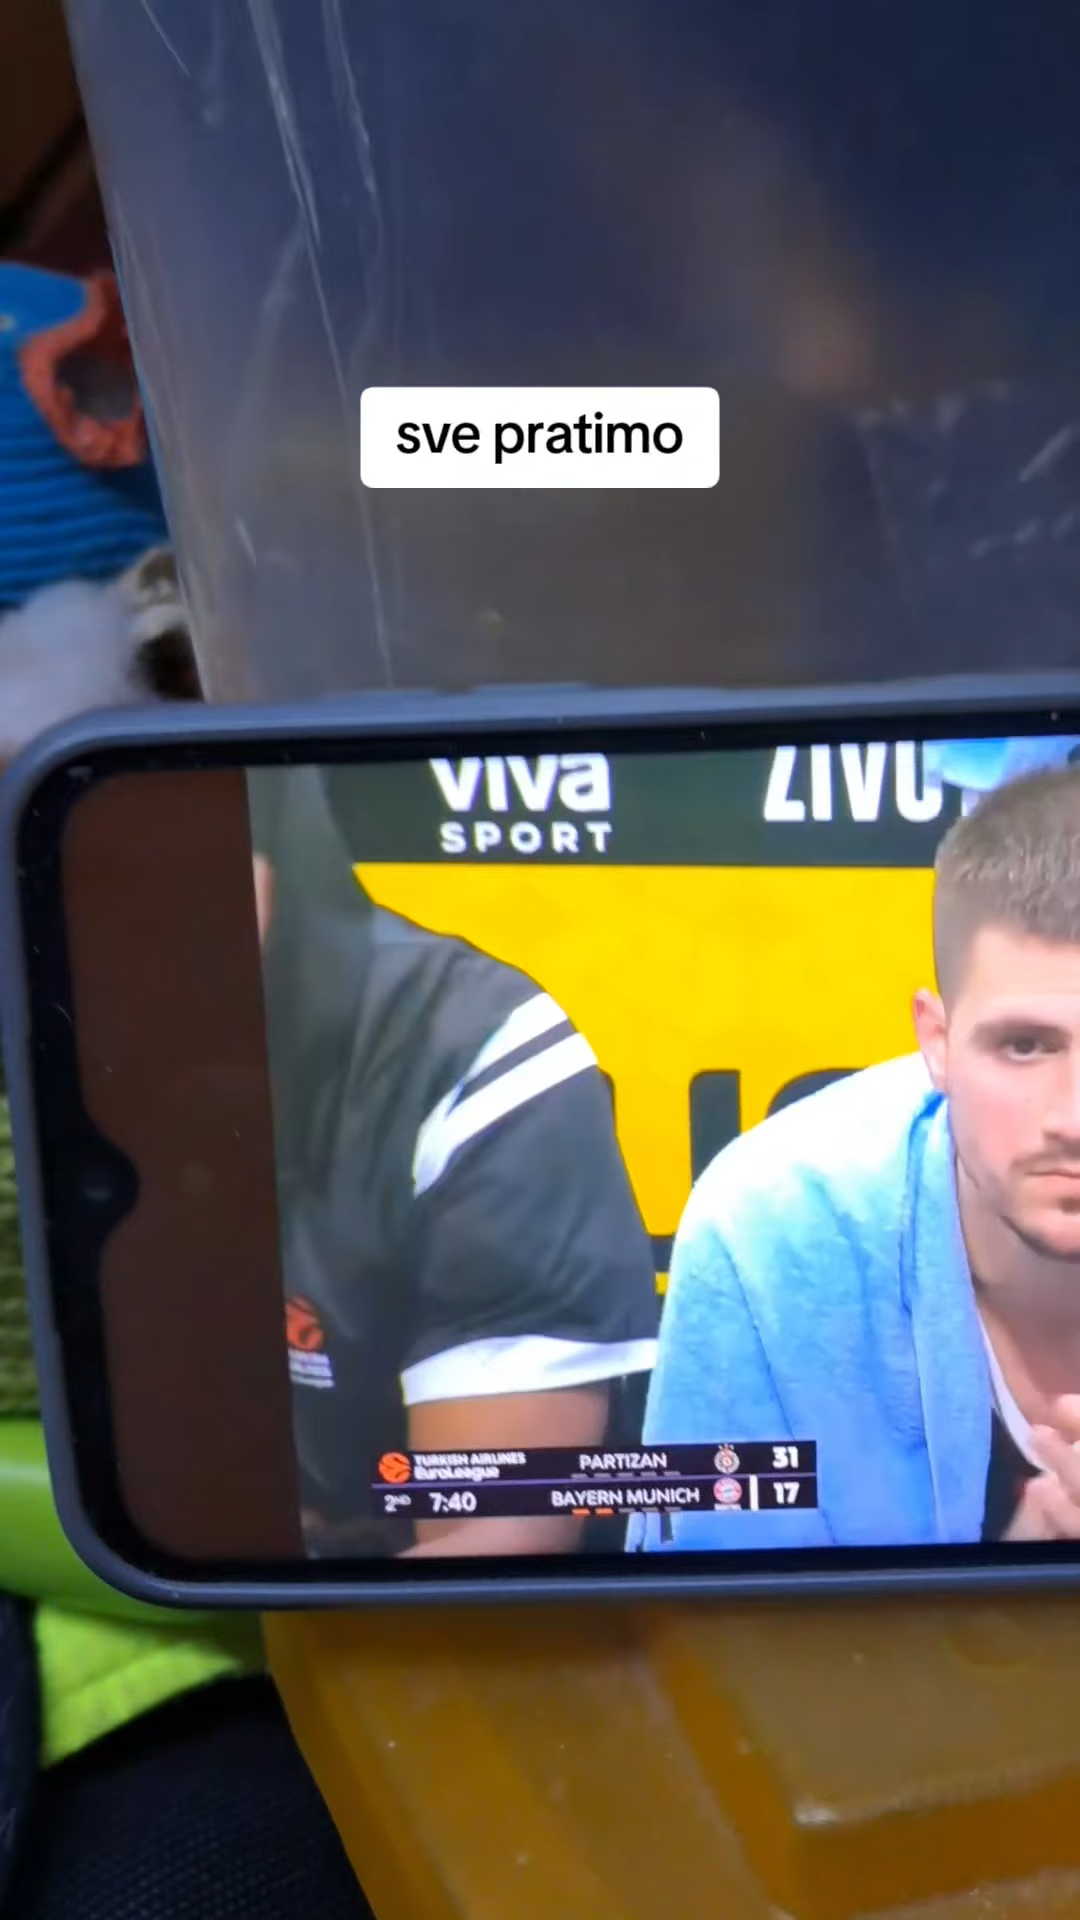 sve pratimo
viva
SPORT
TURKISH AIRLINES
EuroLeague
PARTIZAN
31
2ND
7:40
BAYERN MUNICH
17